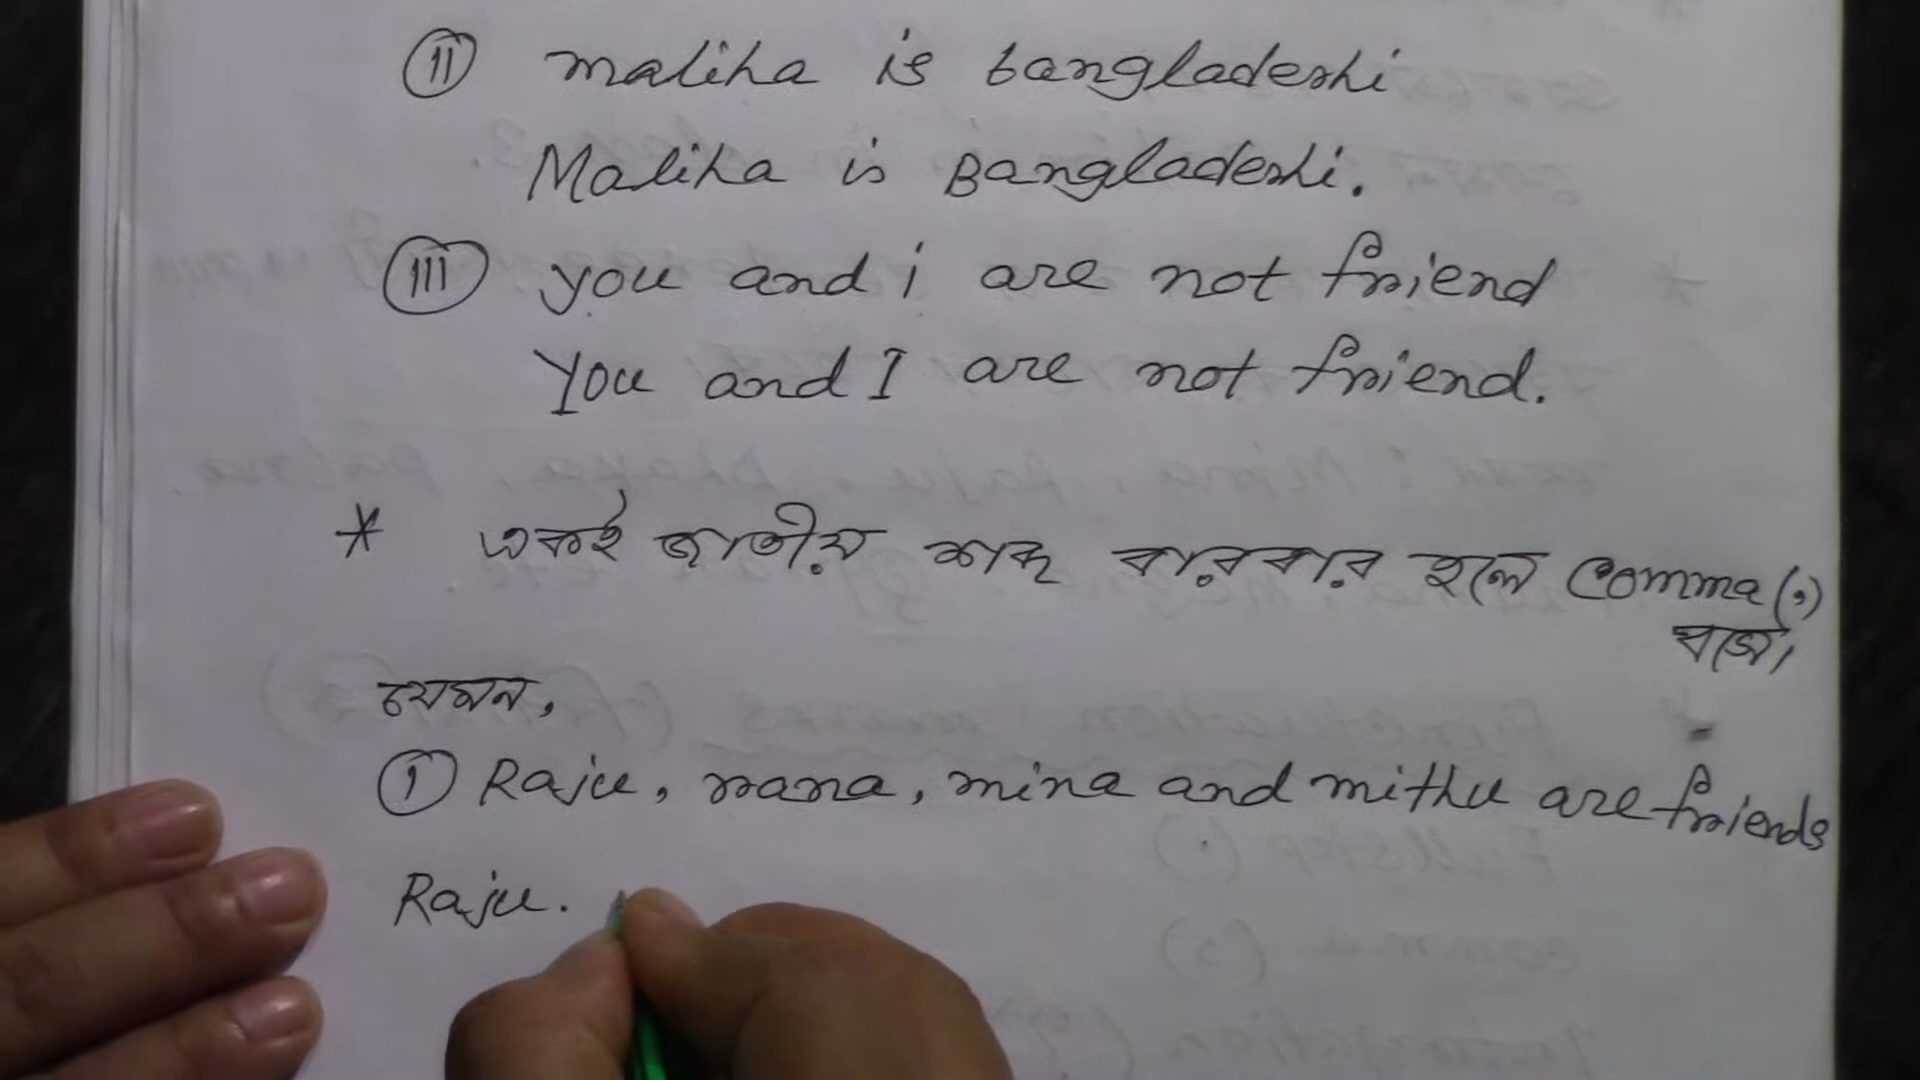 (ii) maliha is bangladeshi
Maliha is Bangladeshi.
(iii) you and i are not friend
You and I are not friend.
* একই জাতীয় শব্দ বারবার হলে comma (,)
বসে।
যেমন,
(i) Raju, rana, mina and mithu are friends
Raju.